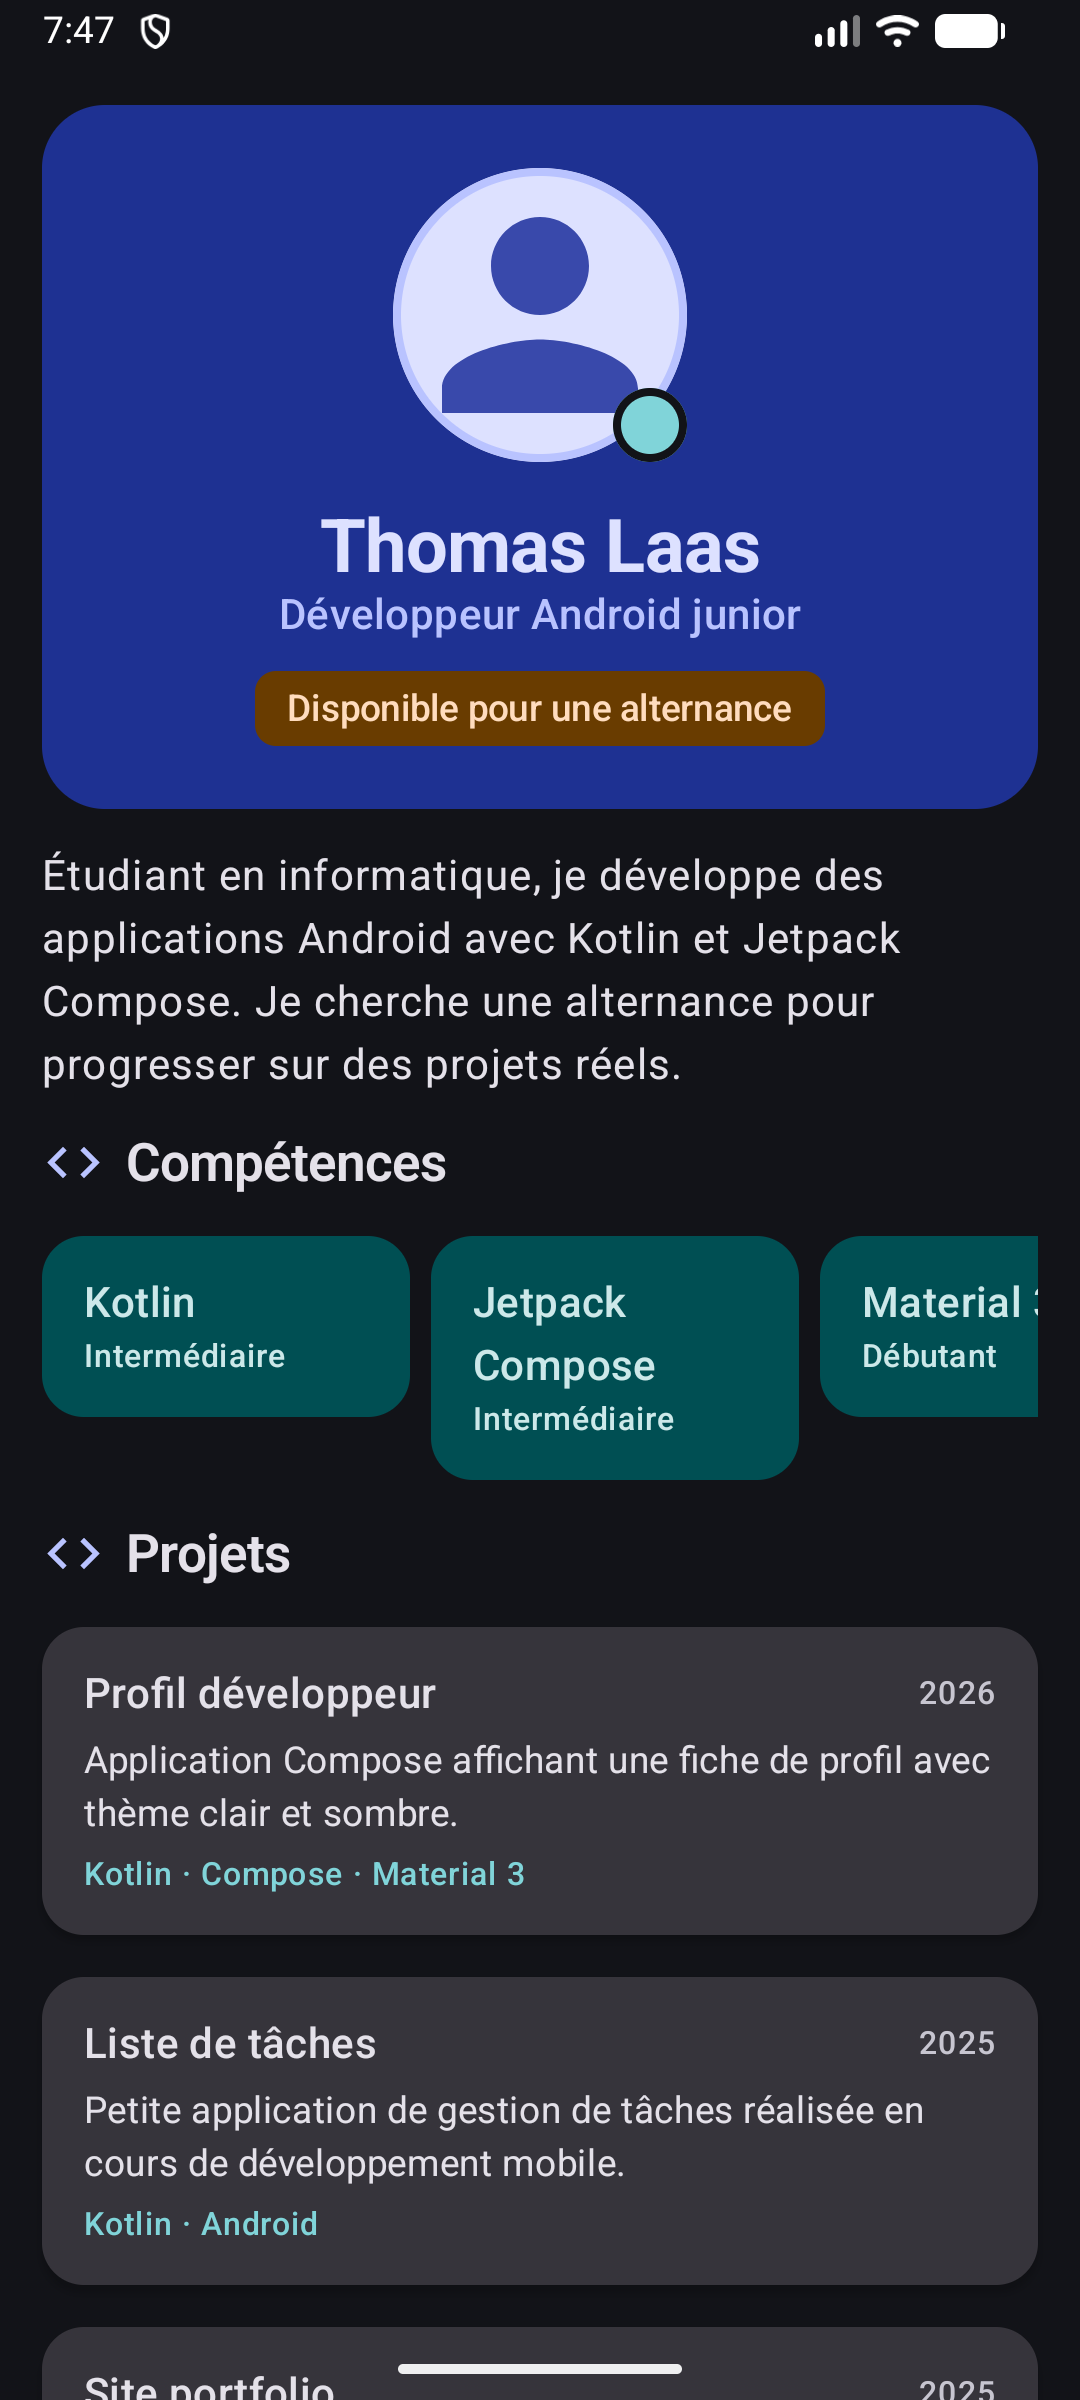 7:47
Thomas Laas
Développeur Android junior
Disponible pour une alternance
Étudiant en informatique, je développe des
applications Android avec Kotlin et Jetpack
Compose. Je cherche une alternance pour
progresser sur des projets réels.
Compétences
Kotlin
Intermédiaire
Jetpack
Compose
Intermédiaire
Material 3
Débutant
Projets
Profil développeur
2026
Application Compose affichant une fiche de profil avec
thème clair et sombre.
Kotlin · Compose · Material 3
Liste de tâches
2025
Petite application de gestion de tâches réalisée en
cours de développement mobile.
Kotlin · Android
Site portfolio
2025